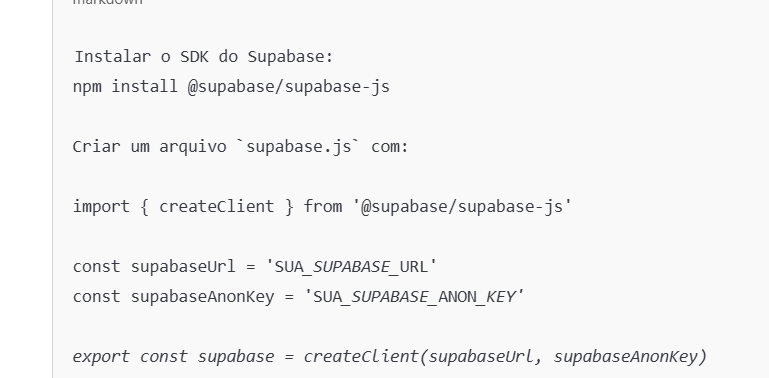 markdown
Instalar o SDK do Supabase:
npm install @supabase/supabase-js
Criar um arquivo `supabase.js` com:
import { createClient } from '@supabase/supabase-js'
const supabaseUrl = 'SUA_SUPABASE_URL'
const supabaseAnonKey = 'SUA_SUPABASE_ANON_KEY'
export const supabase = createClient(supabaseUrl, supabaseAnonKey)